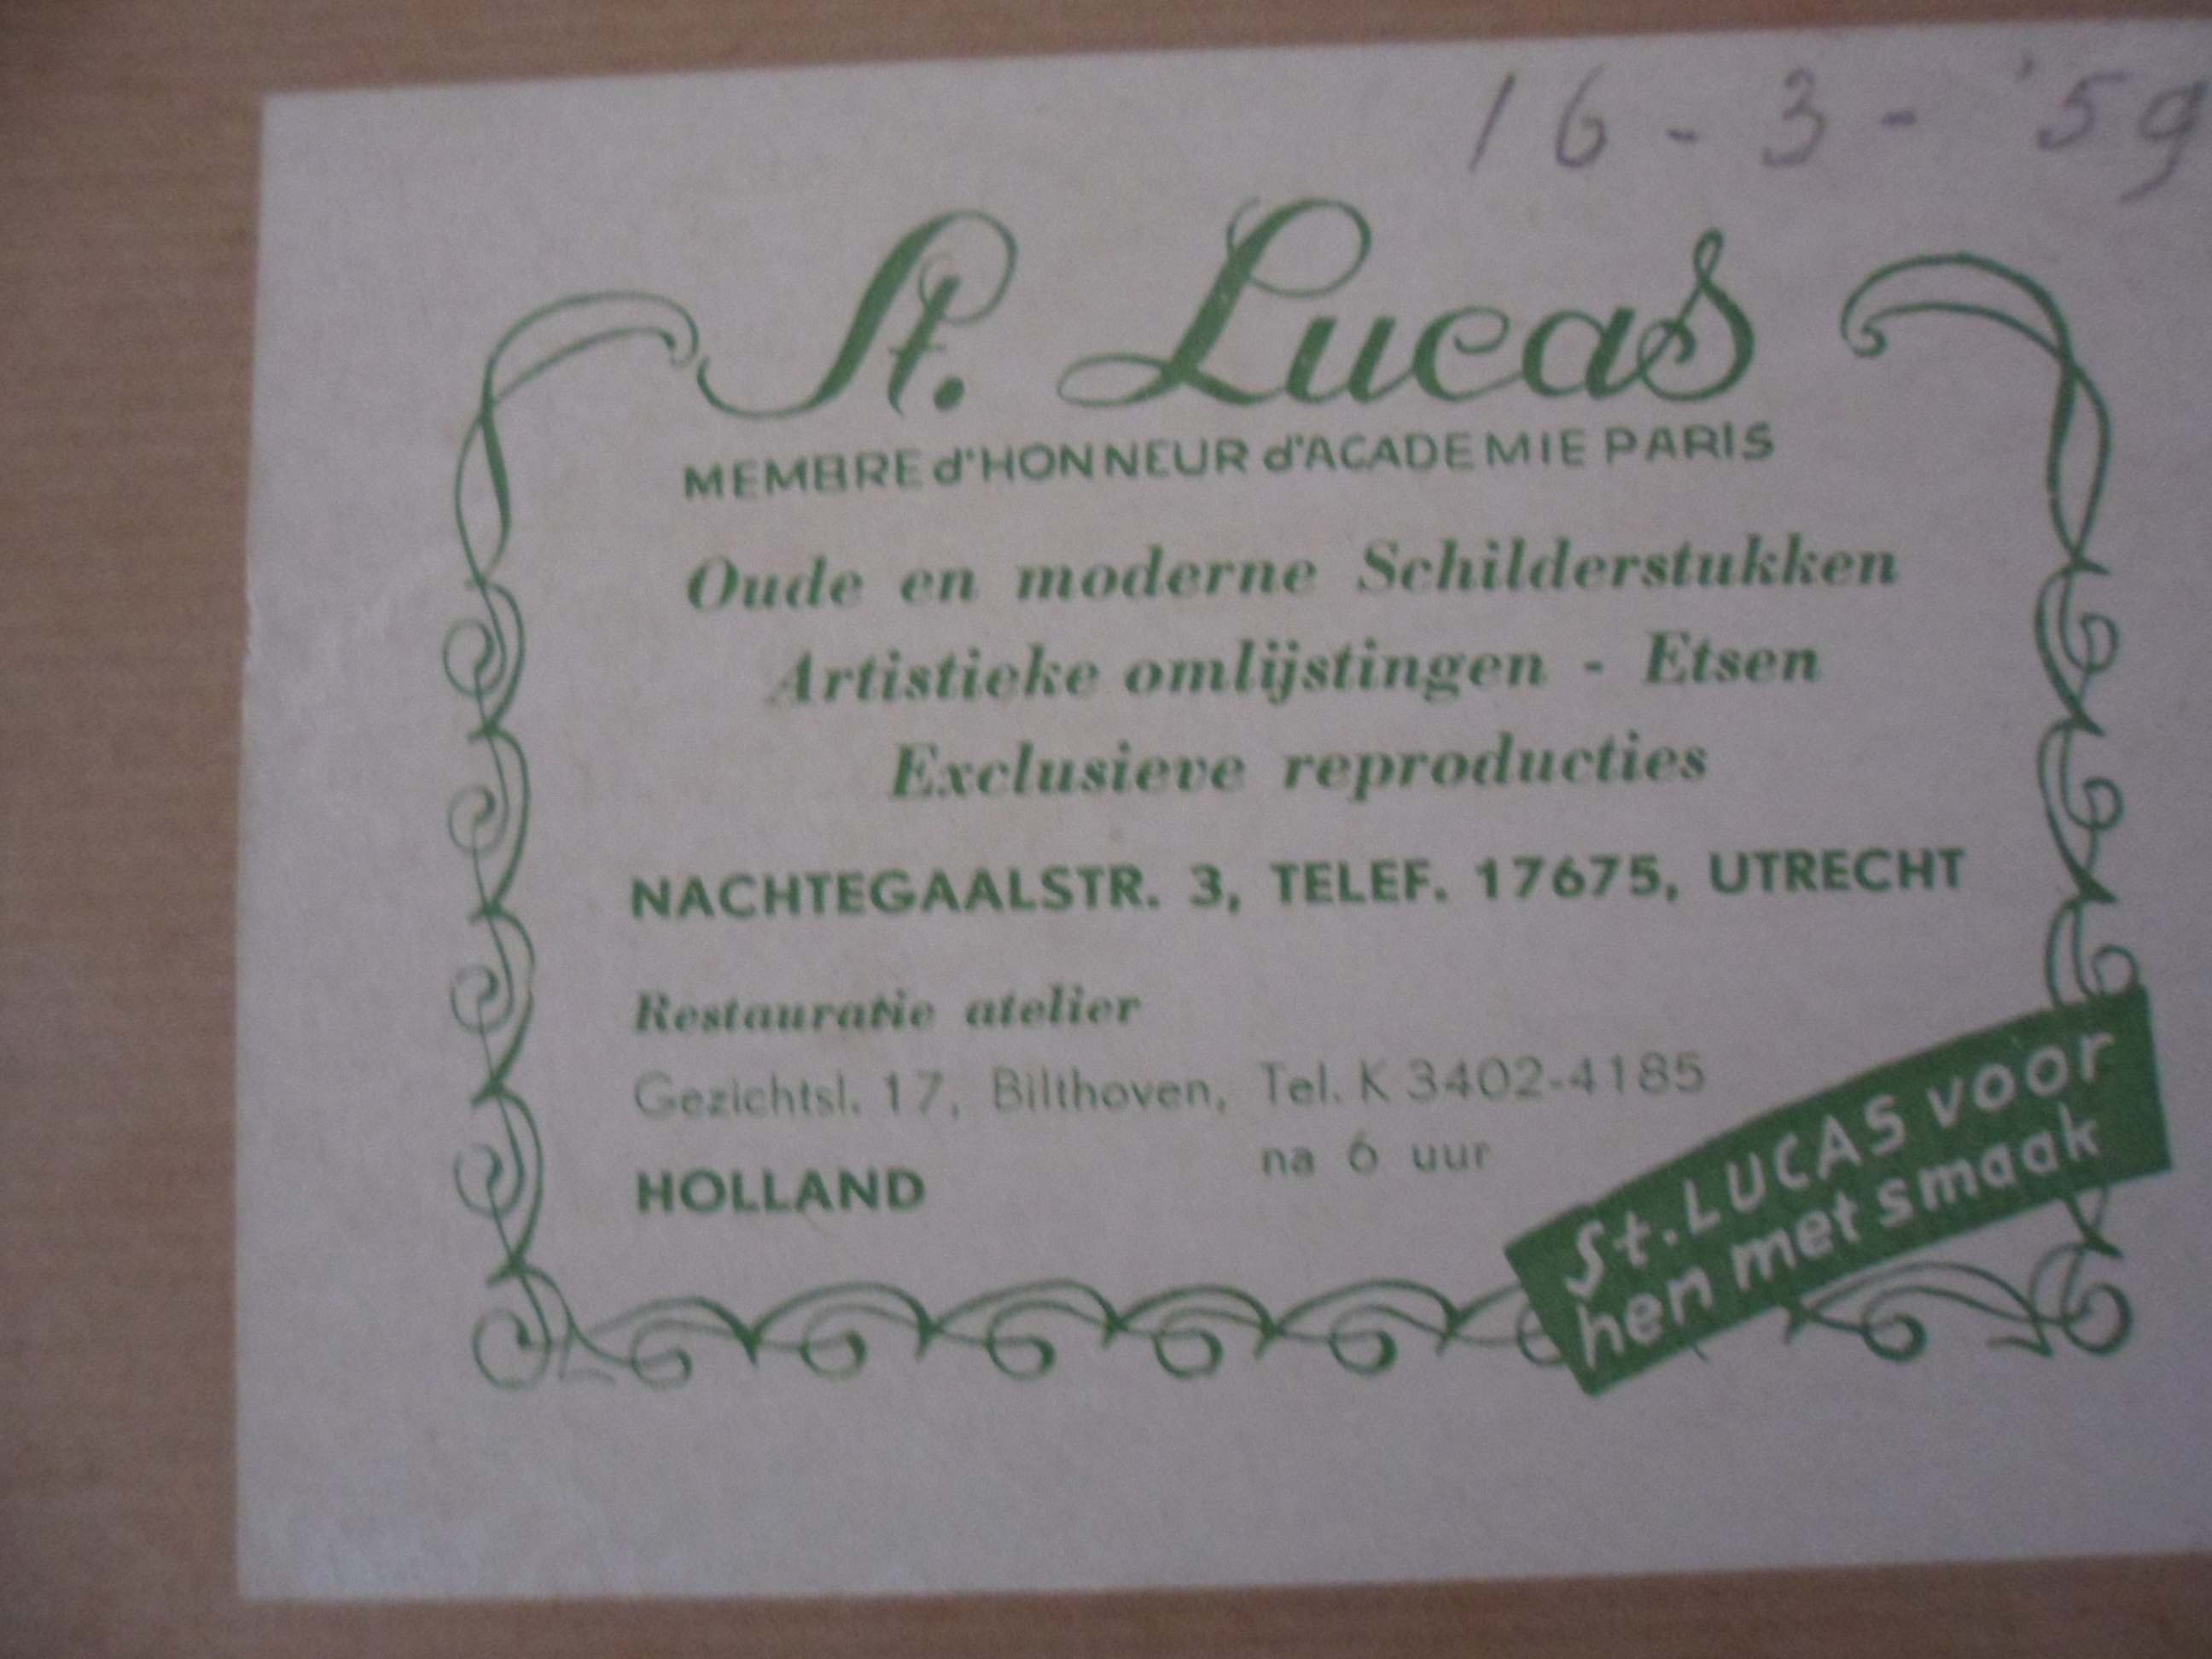 16-3-'59
St. Lucas
MEMBRE d'HONNEUR d'ACADEMIE PARIS
Oude en moderne Schilderstukken
Artistieke omlijstingen - Etsen
Exclusieve reproducties
NACHTEGAALSTR. 3, TELEF. 17675, UTRECHT
Restauratie atelier
Gezichtsl. 17, Bilthoven, Tel. K 3402-4185
na 6 uur
HOLLAND
St. LUCAS voor
hen met smaak